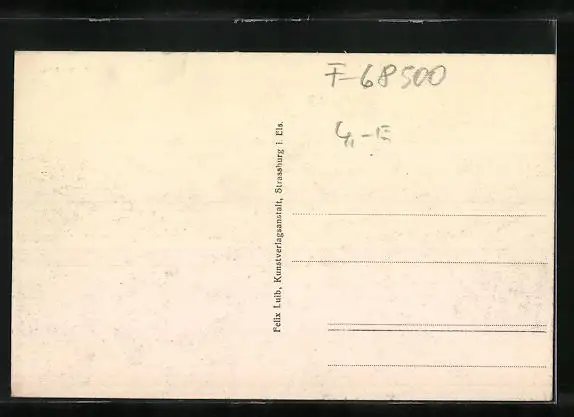 F-68500
4,, -E
Felix Luib, Kunstverlagsanstalt, Strassburg i. Els.